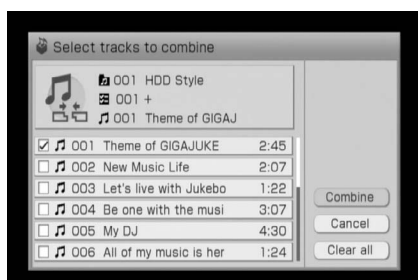 Select tracks to combine
001 HDD Style
001 +
001 Theme of GIGAJ
001 Theme of GIGAJUKE 2:45
002 New Music Life 2:07
003 Let's live with Jukebo 1:22
004 Be one with the musi 3:07
005 My DJ 4:30
006 All of my music is her 1:24
Combine
Cancel
Clear all